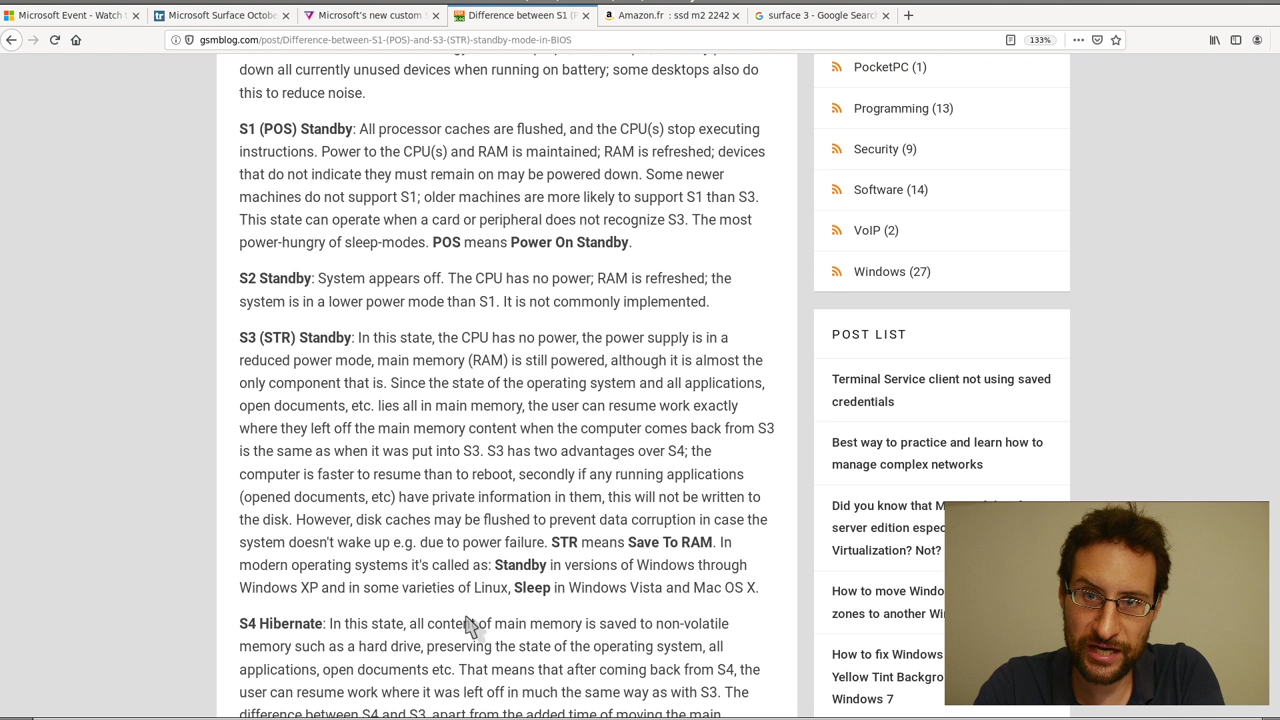 Microsoft Event - Watch t
Microsoft Surface Octobe
Microsoft's new custom S
Difference between S1 (P
Amazon.fr : ssd m2 2242
surface 3 - Google Search
gsmblog.com/post/Difference-between-S1-(POS)-and-S3-(STR)-standby-mode-in-BIOS
133%
down all currently unused devices when running on battery; some desktops also do
this to reduce noise.
S1 (POS) Standby: All processor caches are flushed, and the CPU(s) stop executing
instructions. Power to the CPU(s) and RAM is maintained; RAM is refreshed; devices
that do not indicate they must remain on may be powered down. Some newer
machines do not support S1; older machines are more likely to support S1 than S3.
This state can operate when a card or peripheral does not recognize S3. The most
power-hungry of sleep-modes. POS means Power On Standby.
S2 Standby: System appears off. The CPU has no power; RAM is refreshed; the
system is in a lower power mode than S1. It is not commonly implemented.
S3 (STR) Standby: In this state, the CPU has no power, the power supply is in a
reduced power mode, main memory (RAM) is still powered, although it is almost the
only component that is. Since the state of the operating system and all applications,
open documents, etc. lies all in main memory, the user can resume work exactly
where they left off the main memory content when the computer comes back from S3
is the same as when it was put into S3. S3 has two advantages over S4; the
computer is faster to resume than to reboot, secondly if any running applications
(opened documents, etc) have private information in them, this will not be written to
the disk. However, disk caches may be flushed to prevent data corruption in case the
system doesn't wake up e.g. due to power failure. STR means Save To RAM. In
modern operating systems it's called as: Standby in versions of Windows through
Windows XP and in some varieties of Linux, Sleep in Windows Vista and Mac OS X.
S4 Hibernate: In this state, all content of main memory is saved to non-volatile
memory such as a hard drive, preserving the state of the operating system, all
applications, open documents etc. That means that after coming back from S4, the
user can resume work where it was left off in much the same way as with S3. The
difference between S4 and S3, apart from the added time of moving the main
PocketPC (1)
Programming (13)
Security (9)
Software (14)
VoIP (2)
Windows (27)
POST LIST
Terminal Service client not using saved
credentials
Best way to practice and learn how to
manage complex networks
Did you know that M
server edition espec
Virtualization? Not?
How to move Windo
zones to another Wi
How to fix Windows
Yellow Tint Backgro
Windows 7